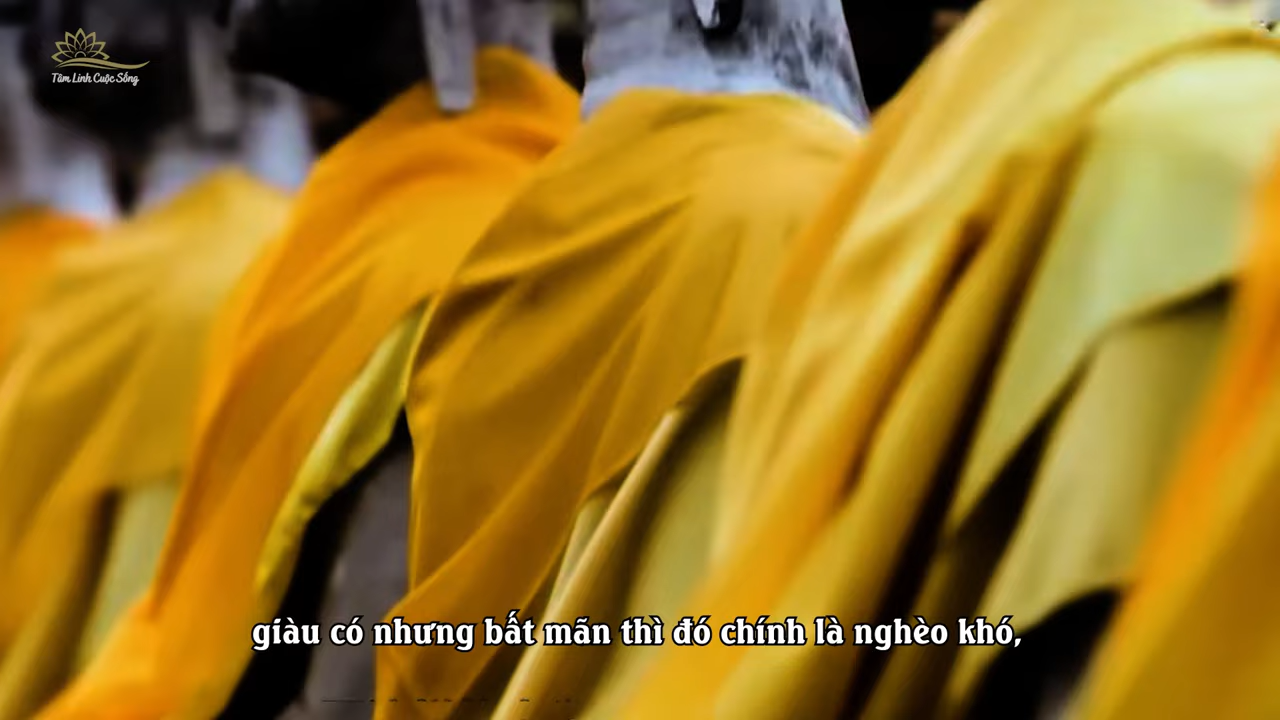 Tâm Linh Cuộc Sống
giàu có nhưng bất mãn thì đó chính là nghèo khó,